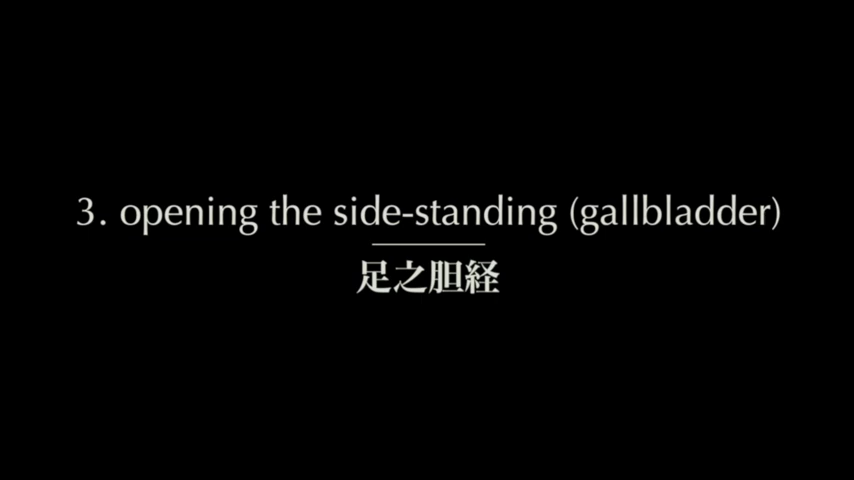 3. opening the side-standing (gallbladder)
足之胆経